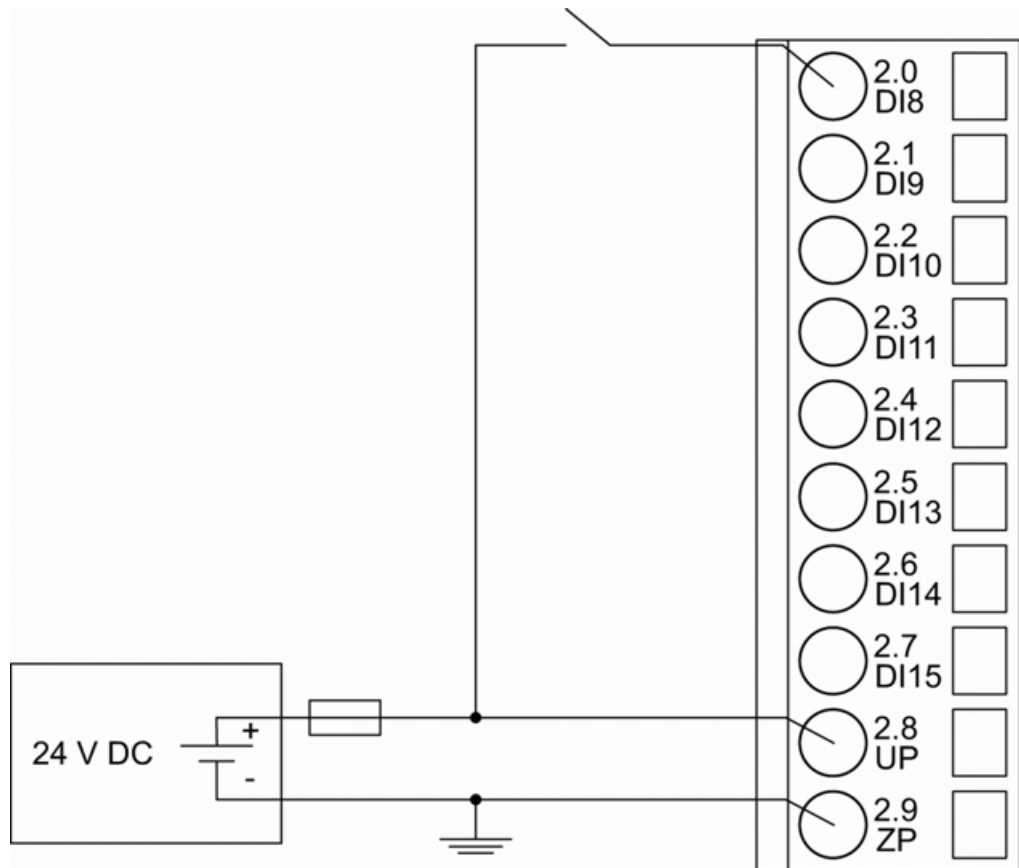 2.0
DI8
2.1
DI9
2.2
DI10
2.3
DI11
2.4
DI12
2.5
DI13
2.6
DI14
2.7
DI15
24 V DC
+
-
2.8
UP
2.9
ZP